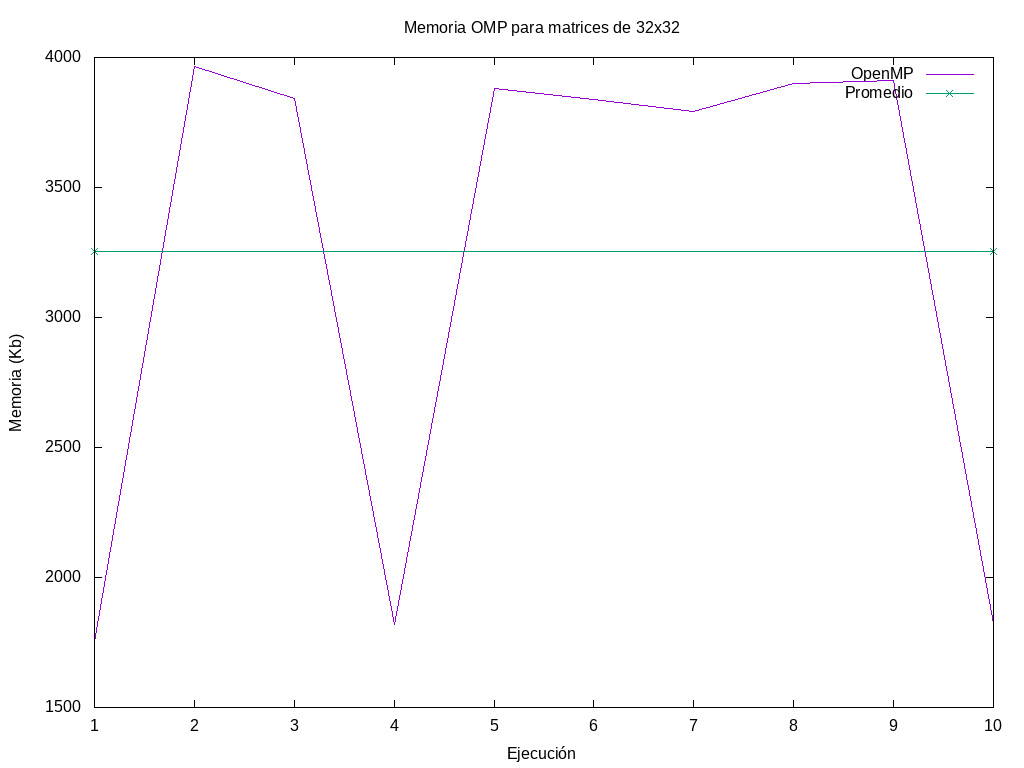 Memoria OMP para matrices de 32x32
OpenMP
Promedio
4000
3500
3000
2500
2000
1500
Memoria (Kb)
1 2 3 4 5 6 7 8 9 10
Ejecución